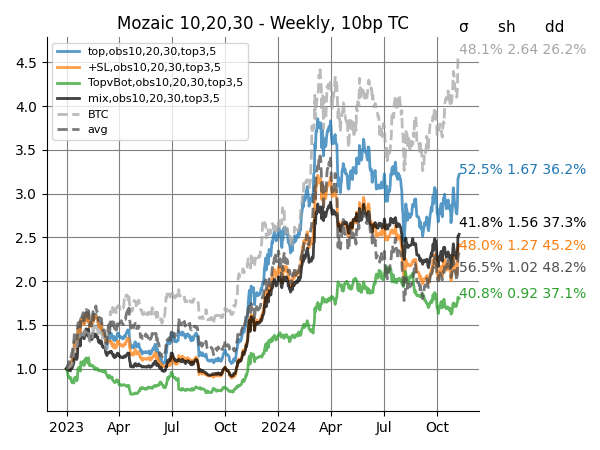 Mozaic 10,20,30 - Weekly, 10bp TC
σ sh dd
top,obs10,20,30,top3,5
+SL,obs10,20,30,top3,5
TopvBot,obs10,20,30,top3,5
mix,obs10,20,30,top3,5
BTC
avg
48.1% 2.64 26.2%
52.5% 1.67 36.2%
41.8% 1.56 37.3%
48.0% 1.27 45.2%
56.5% 1.02 48.2%
40.8% 0.92 37.1%
4.5
4.0
3.5
3.0
2.5
2.0
1.5
1.0
2023 Apr Jul Oct 2024 Apr Jul Oct